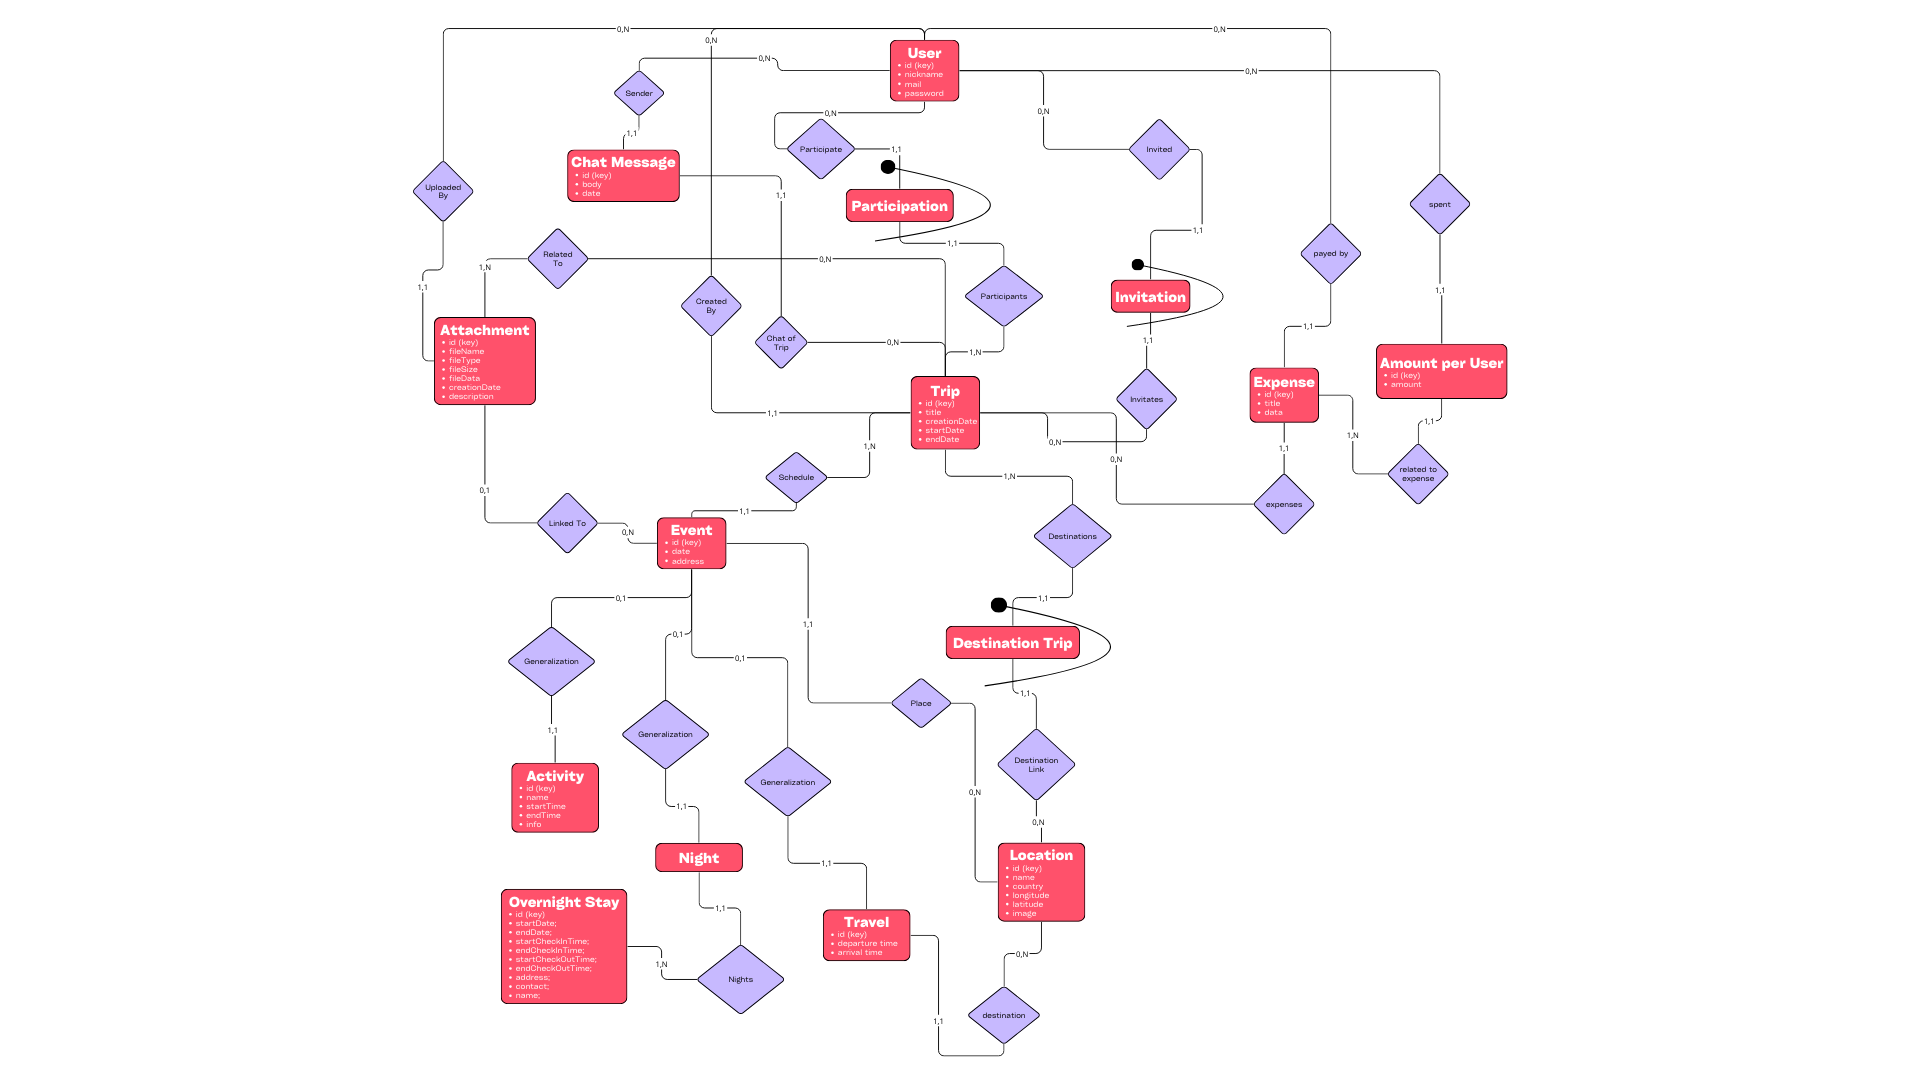 0,N
0,N
0,N
User
• id (key)
• nickname
• mail
• password
0,N
0,N
Sender
0,N
0,N
1,1
Participate
1,1
Invited
Chat Message
• id (key)
• body
• date
1,1
Uploaded
By
Participation
spent
1,1
1,1
Related
To
0,N
1,N
payed by
1,1
Created
By
Participants
Invitation
1,1
1,1
Attachment
• id (key)
• fileName
• fileType
• fileSize
• fileData
• creationDate
• description
Chat of
Trip
0,N
1,N
1,1
Amount per User
• id (key)
• amount
Expense
• id (key)
• title
• data
Trip
• id (key)
• title
• creationDate
• startDate
• endDate
Invitates
1,1
1,1
1,N
0,N
1,N
1,1
0,N
Schedule
1,N
related to
expense
0,1
1,1
expenses
Linked To
0,N
Event
• id (key)
• date
• address
Destinations
0,1
1,1
1,1
0,1
Destination Trip
Generalization
0,1
1,1
Place
1,1
Generalization
Destination
Link
Generalization
Activity
• id (key)
• name
• startTime
• endTime
• info
1,1
0,N
0,N
Night
1,1
Location
• id (key)
• name
• country
• longitude
• latitude
• image
Overnight Stay
• id (key)
• startDate;
• endDate;
• startCheckInTime;
• endCheckInTime;
• startCheckOutTime;
• endCheckOutTime;
• address;
• contact;
• name;
1,1
Travel
• id (key)
• departure time
• arrival time
1,N
0,N
Nights
1,1
destination